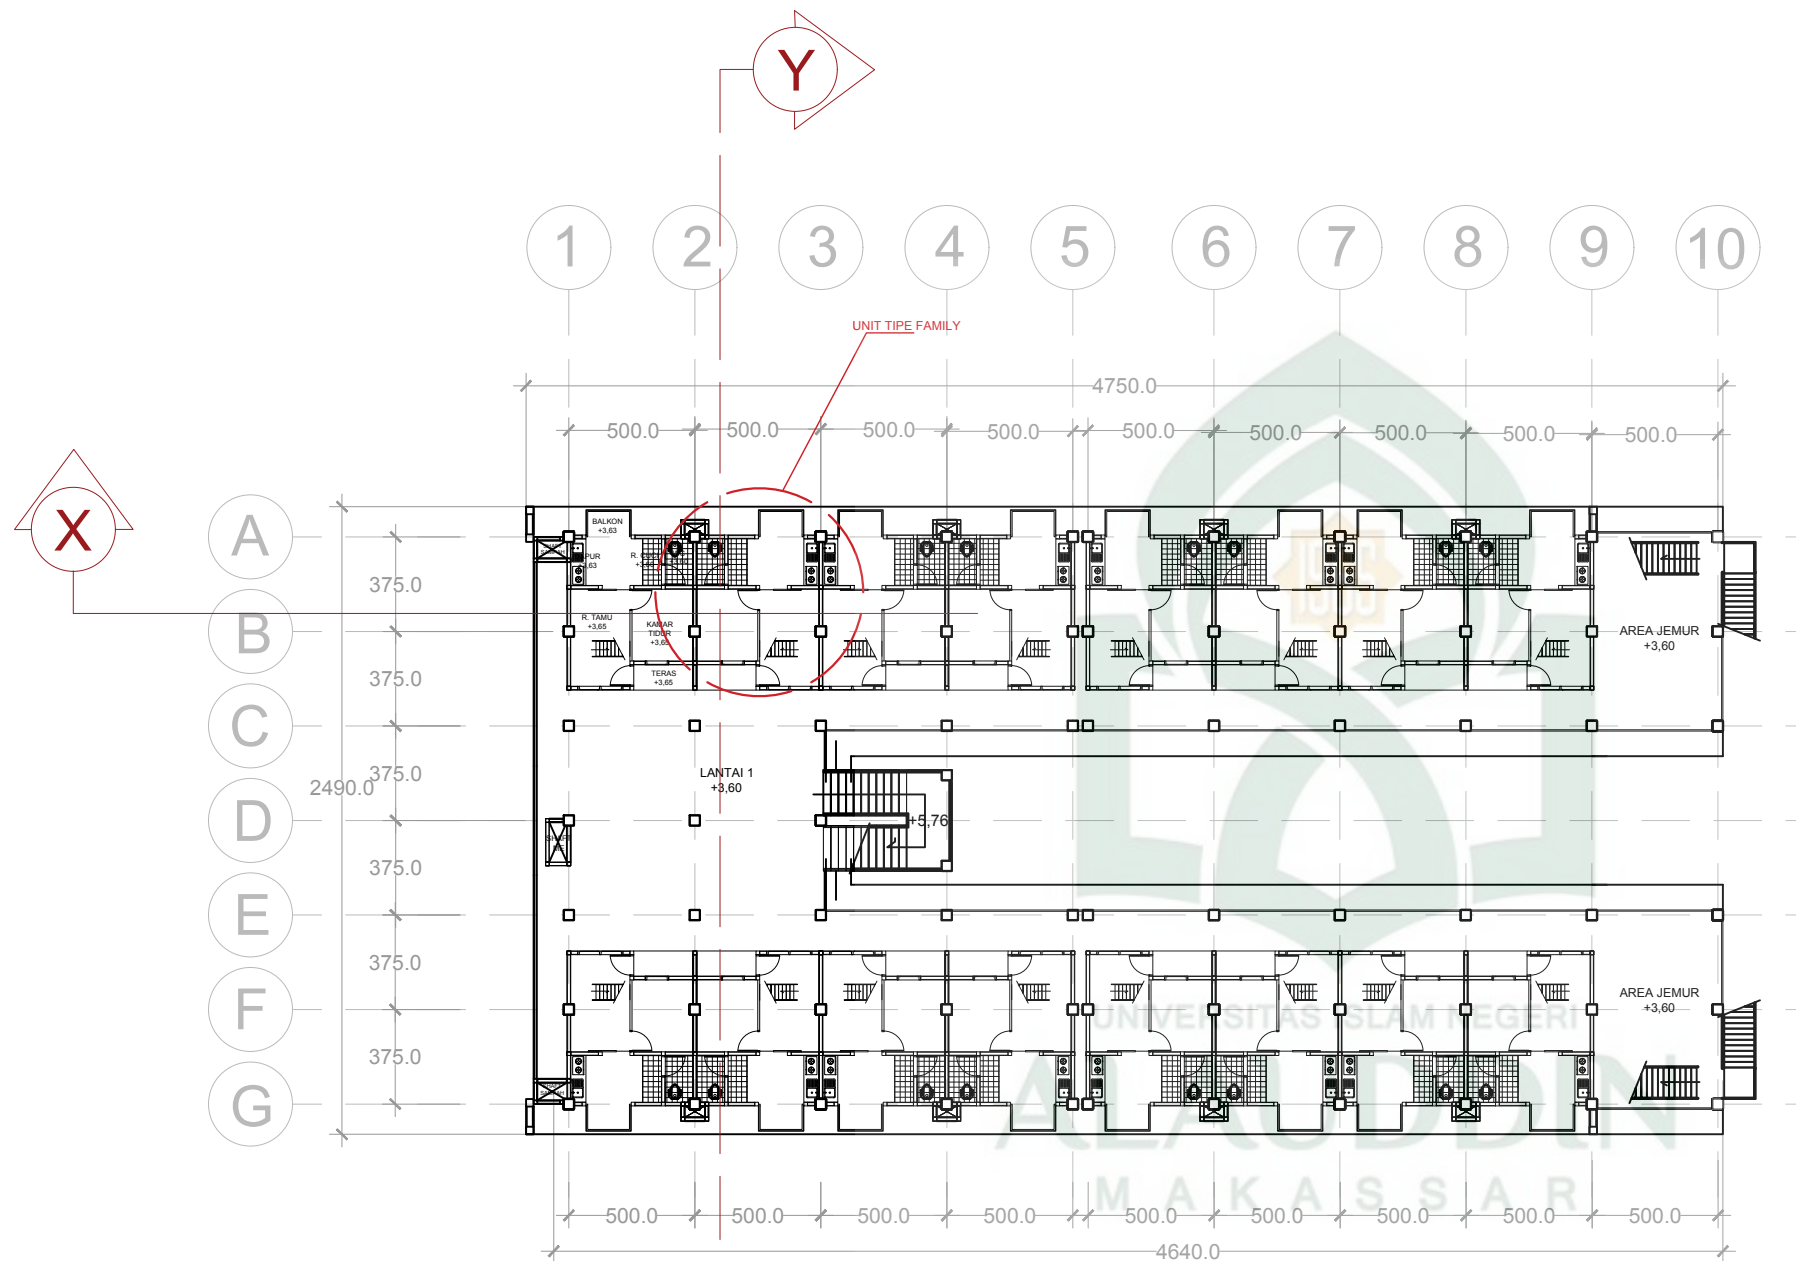 Y
1 2 3 4 5 6 7 8 9 10
UNIT TIPE FAMILY
4750.0
500.0 500.0 500.0 500.0 500.0 500.0 500.0 500.0 500.0
X
A
B
C
D
E
F
G
375.0
375.0
375.0
375.0
375.0
375.0
2490.0
BALKON
+3,63
R. TAMU
+3,65
KAMAR
TIDUR
+3,65
TERAS
+3,65
AREA JEMUR
+3,60
LANTAI 1
+3,60
+5,76
AREA JEMUR
+3,60
UNIVERSITAS ISLAM NEGERI
ALAUDDIN
MAKASSAR
500.0 500.0 500.0 500.0 500.0 500.0 500.0 500.0 500.0
4640.0